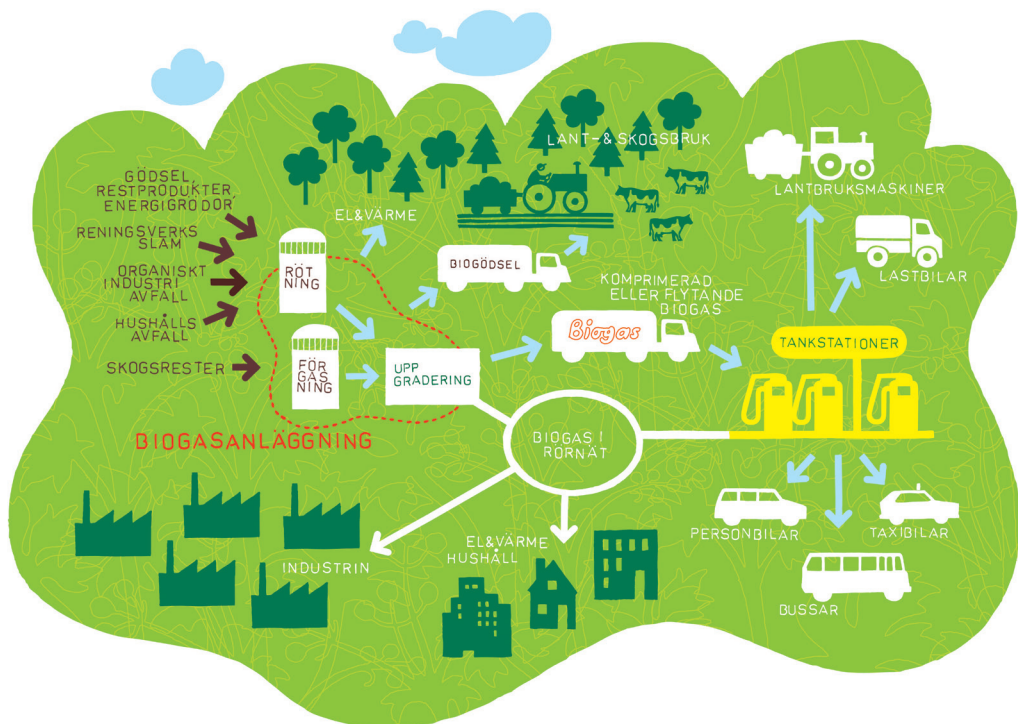 LANT-& SKOGSBRUK
LANTBRUKSMASKINER
GÖDSEL,
RESTPRODUKTER
ENERGIGRÖDOR
RENINGSVERKS
SLAM
ORGANISKT
INDUSTRI
AVFALL
HUSHÅLLS
AVFALL
SKOGSRESTER
EL&VÄRME
RÖT
NING
FÖR
GAS
NING
UPP
GRADERING
BIOGASANLÄGGNING
BIOGÖDSEL
KOMPRIMERAD
ELLER FLYTANDE
BIOGAS
Biogas
LASTBILAR
TANKSTATIONER
BIOGAS I
RÖRNÄT
PERSONBILAR
TAXIBILAR
BUSSAR
INDUSTRIN
EL&VÄRME
HUSHÅLL